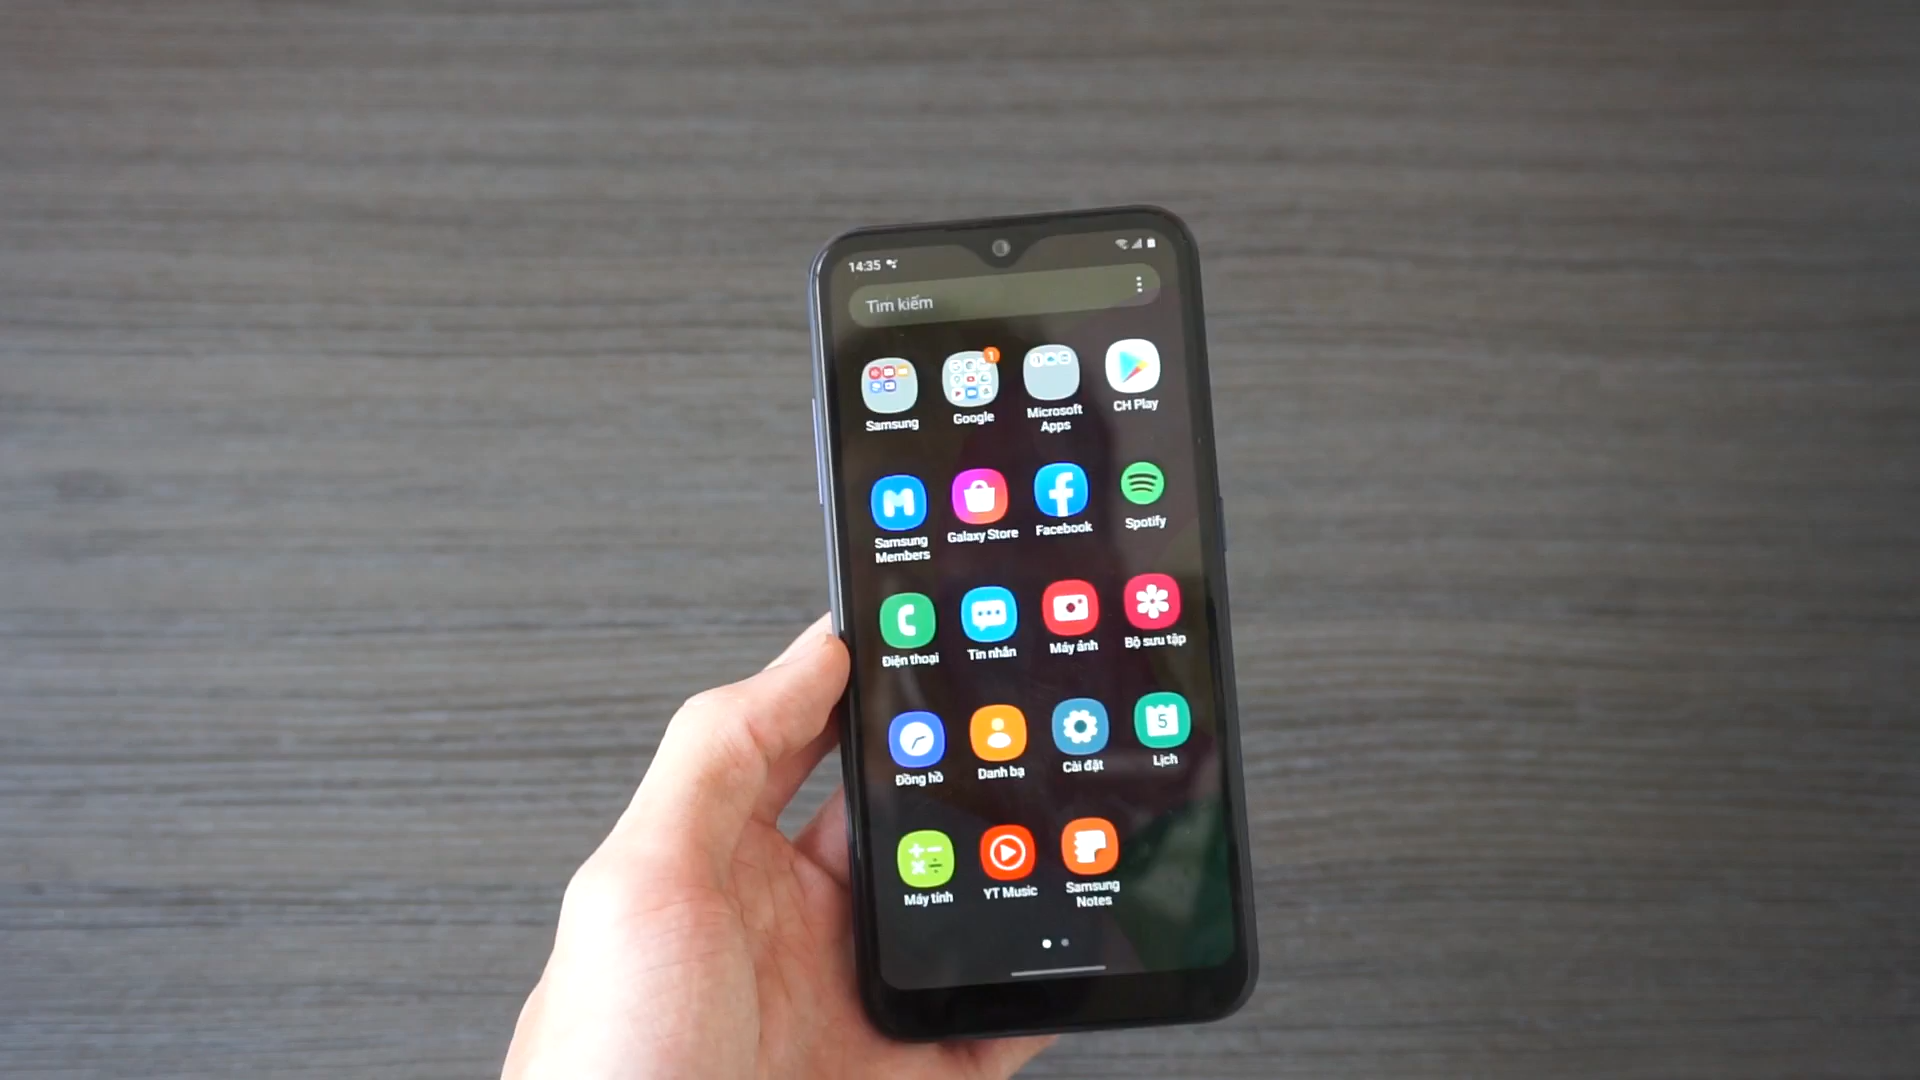 14:35
Tìm kiếm
1
Samsung
Google
Microsoft
Apps
CH Play
Samsung
Members
Galaxy Store
Facebook
Spotify
Điện thoại
Tin nhắn
Máy ảnh
Bộ sưu tập
5
Đồng hồ
Danh bạ
Cài đặt
Lịch
Máy tính
YT Music
Samsung
Notes